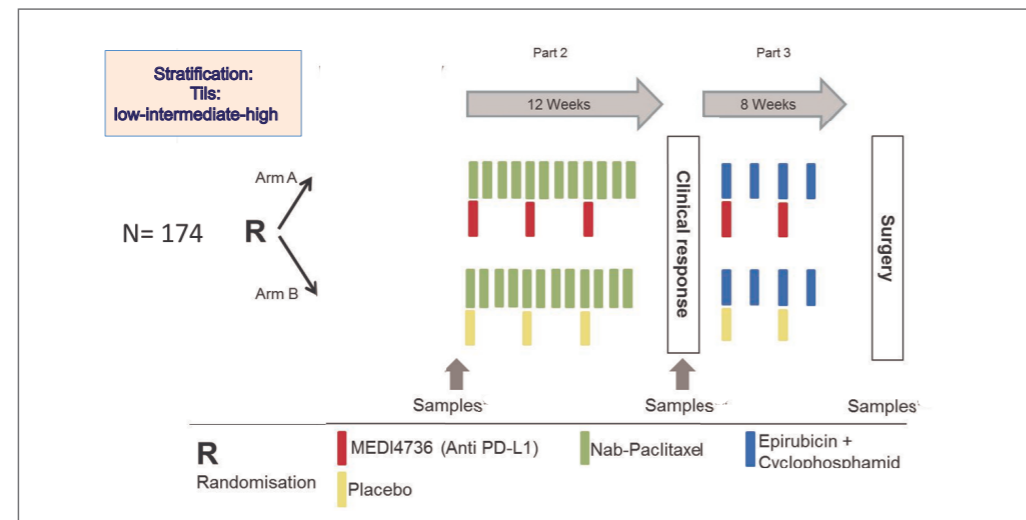 Stratification:
Tils:
low-intermediate-high
Part 2
Part 3
12 Weeks
8 Weeks
Arm A
N= 174 R
Arm B
Clinical response
Surgery
Samples
Samples
Samples
R
Randomisation
MEDI4736 (Anti PD-L1)
Nab-Paclitaxel
Epirubicin +
Cyclophosphamid
Placebo